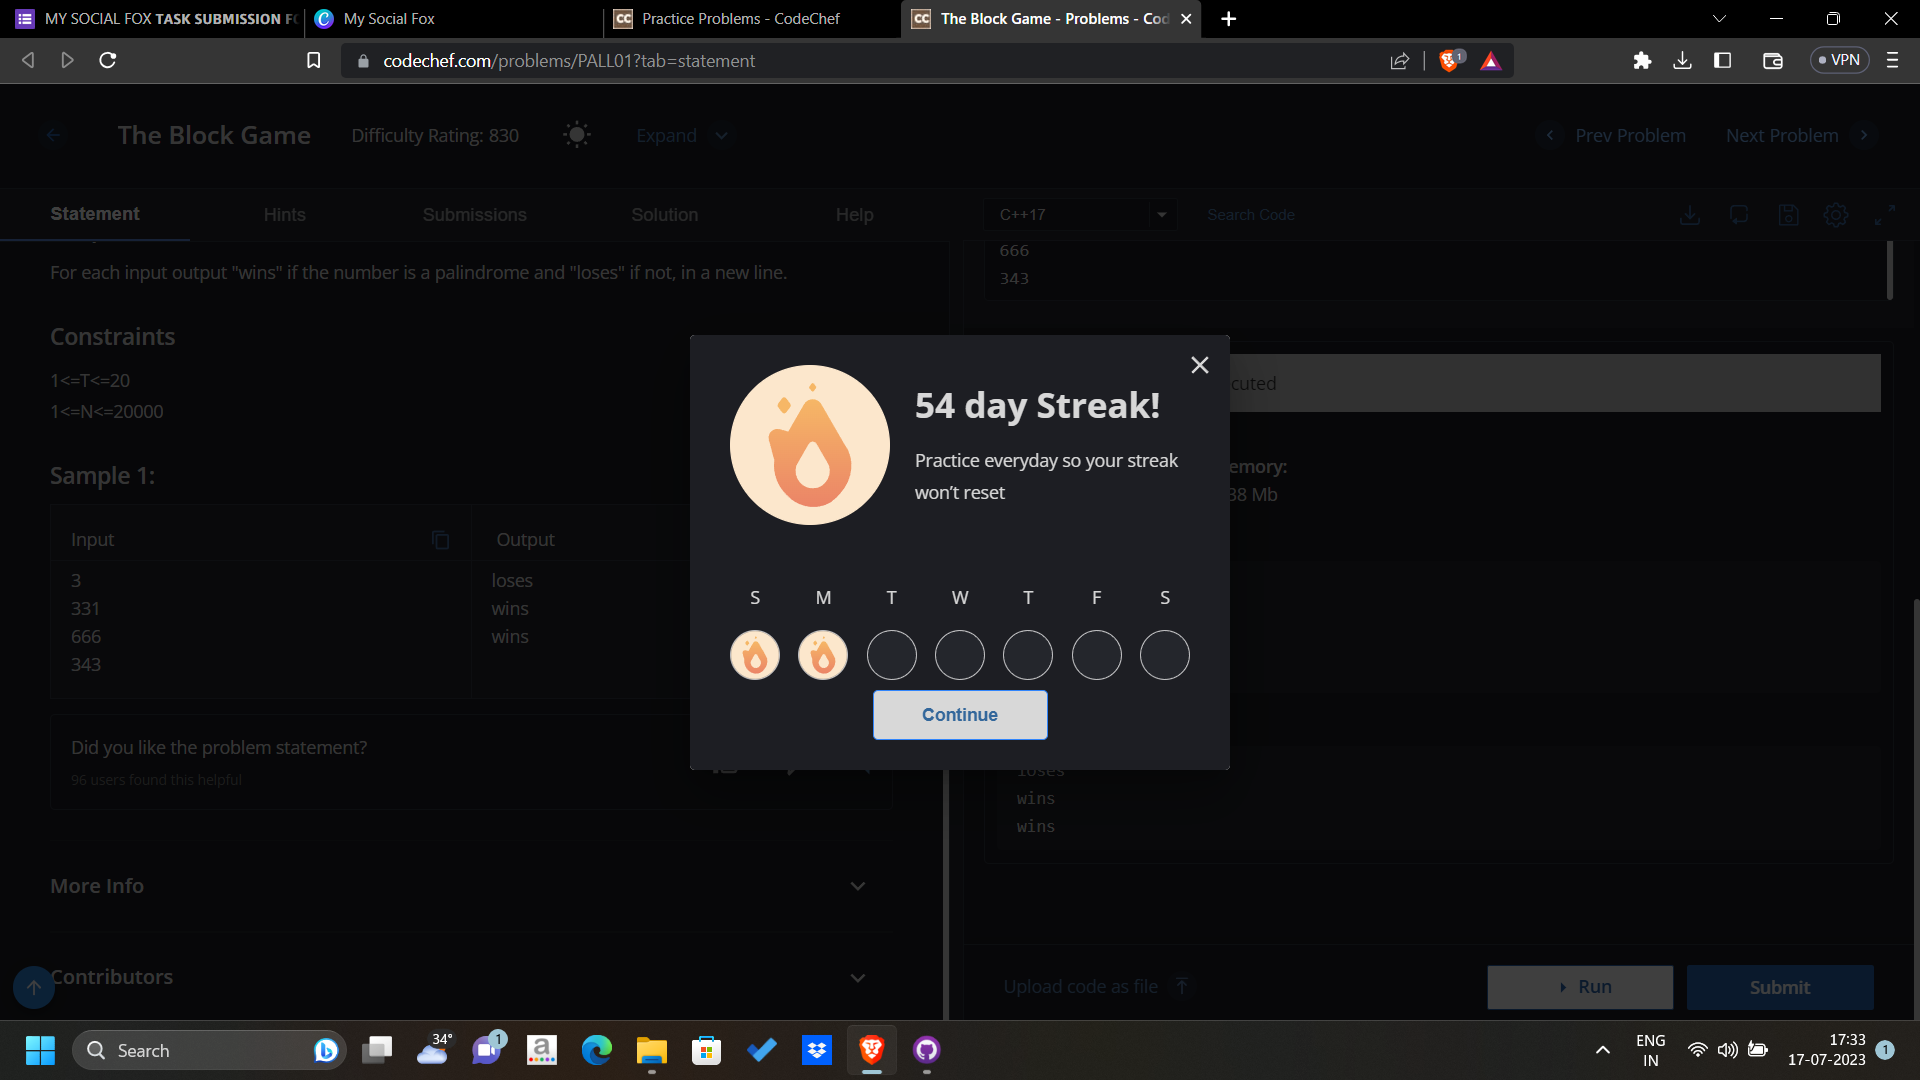 MY SOCIAL FOX TASK SUBMISSION FO
My Social Fox
Practice Problems - CodeChef
The Block Game - Problems - Cod
codechef.com/problems/PALL01?tab=statement
1
VPN
The Block Game
Difficulty Rating: 830
Expand
Prev Problem
Next Problem
Statement
Hints
Submissions
Solution
Help
C++17
Search Code
For each input output "wins" if the number is a palindrome and "loses" if not, in a new line.
Constraints
1<=T<=20
1<=N<=20000
Sample 1:
Input
Output
3
331
666
343
loses
wins
wins
Did you like the problem statement?
96 users found this helpful
More Info
Contributors
666
343
cuted
emory:
38 Mb
loses
wins
wins
Upload code as file
Run
Submit
54 day Streak!
Practice everyday so your streak
won't reset
S M T W T F S
Continue
Search
34°
1
ENG
IN
17:33
17-07-2023
1